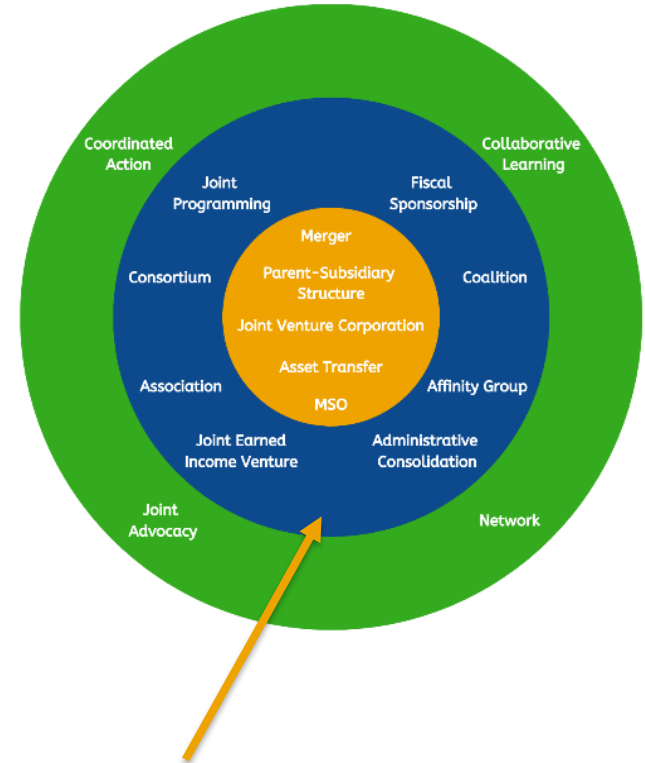 Coordinated
Action
Collaborative
Learning
Joint
Programming
Fiscal
Sponsorship
Merger
Parent-Subsidiary
Structure
Consortium
Coalition
Joint Venture Corporation
Asset Transfer
Association
Affinity Group
MSO
Joint Earned
Income Venture
Administrative
Consolidation
Joint
Advocacy
Network